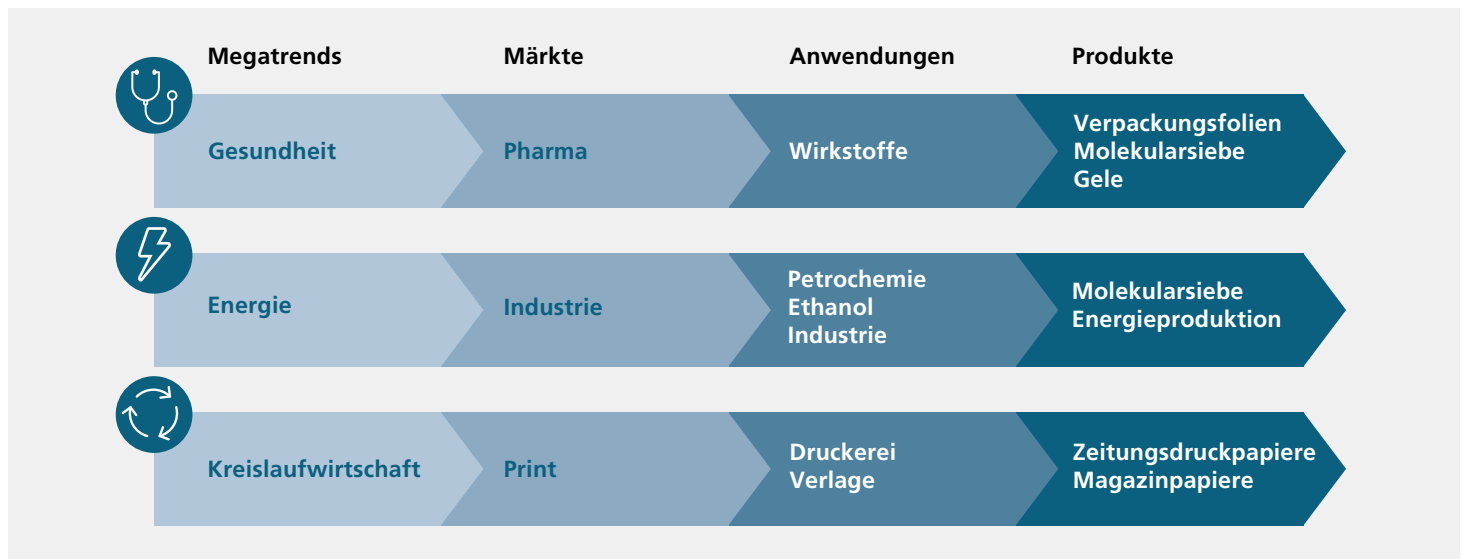 Megatrends
Märkte
Anwendungen
Produkte
Gesundheit
Pharma
Wirkstoffe
Verpackungsfolien
Molekularsiebe
Gele
Energie
Industrie
Petrochemie
Ethanol
Industrie
Molekularsiebe
Energieproduktion
Kreislaufwirtschaft
Print
Druckerei
Verlage
Zeitungsdruckpapiere
Magazinpapiere